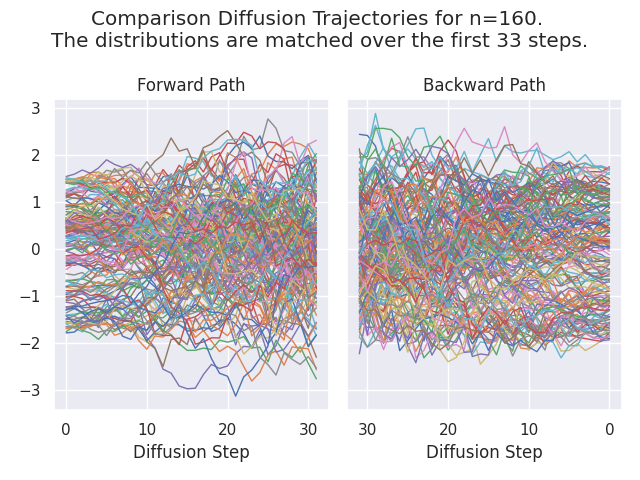 Comparison Diffusion Trajectories for n=160.
The distributions are matched over the first 33 steps.
Forward Path
Backward Path
3
2
1
0
−1
−2
−3
0 10 20 30
30 20 10 0
Diffusion Step
Diffusion Step